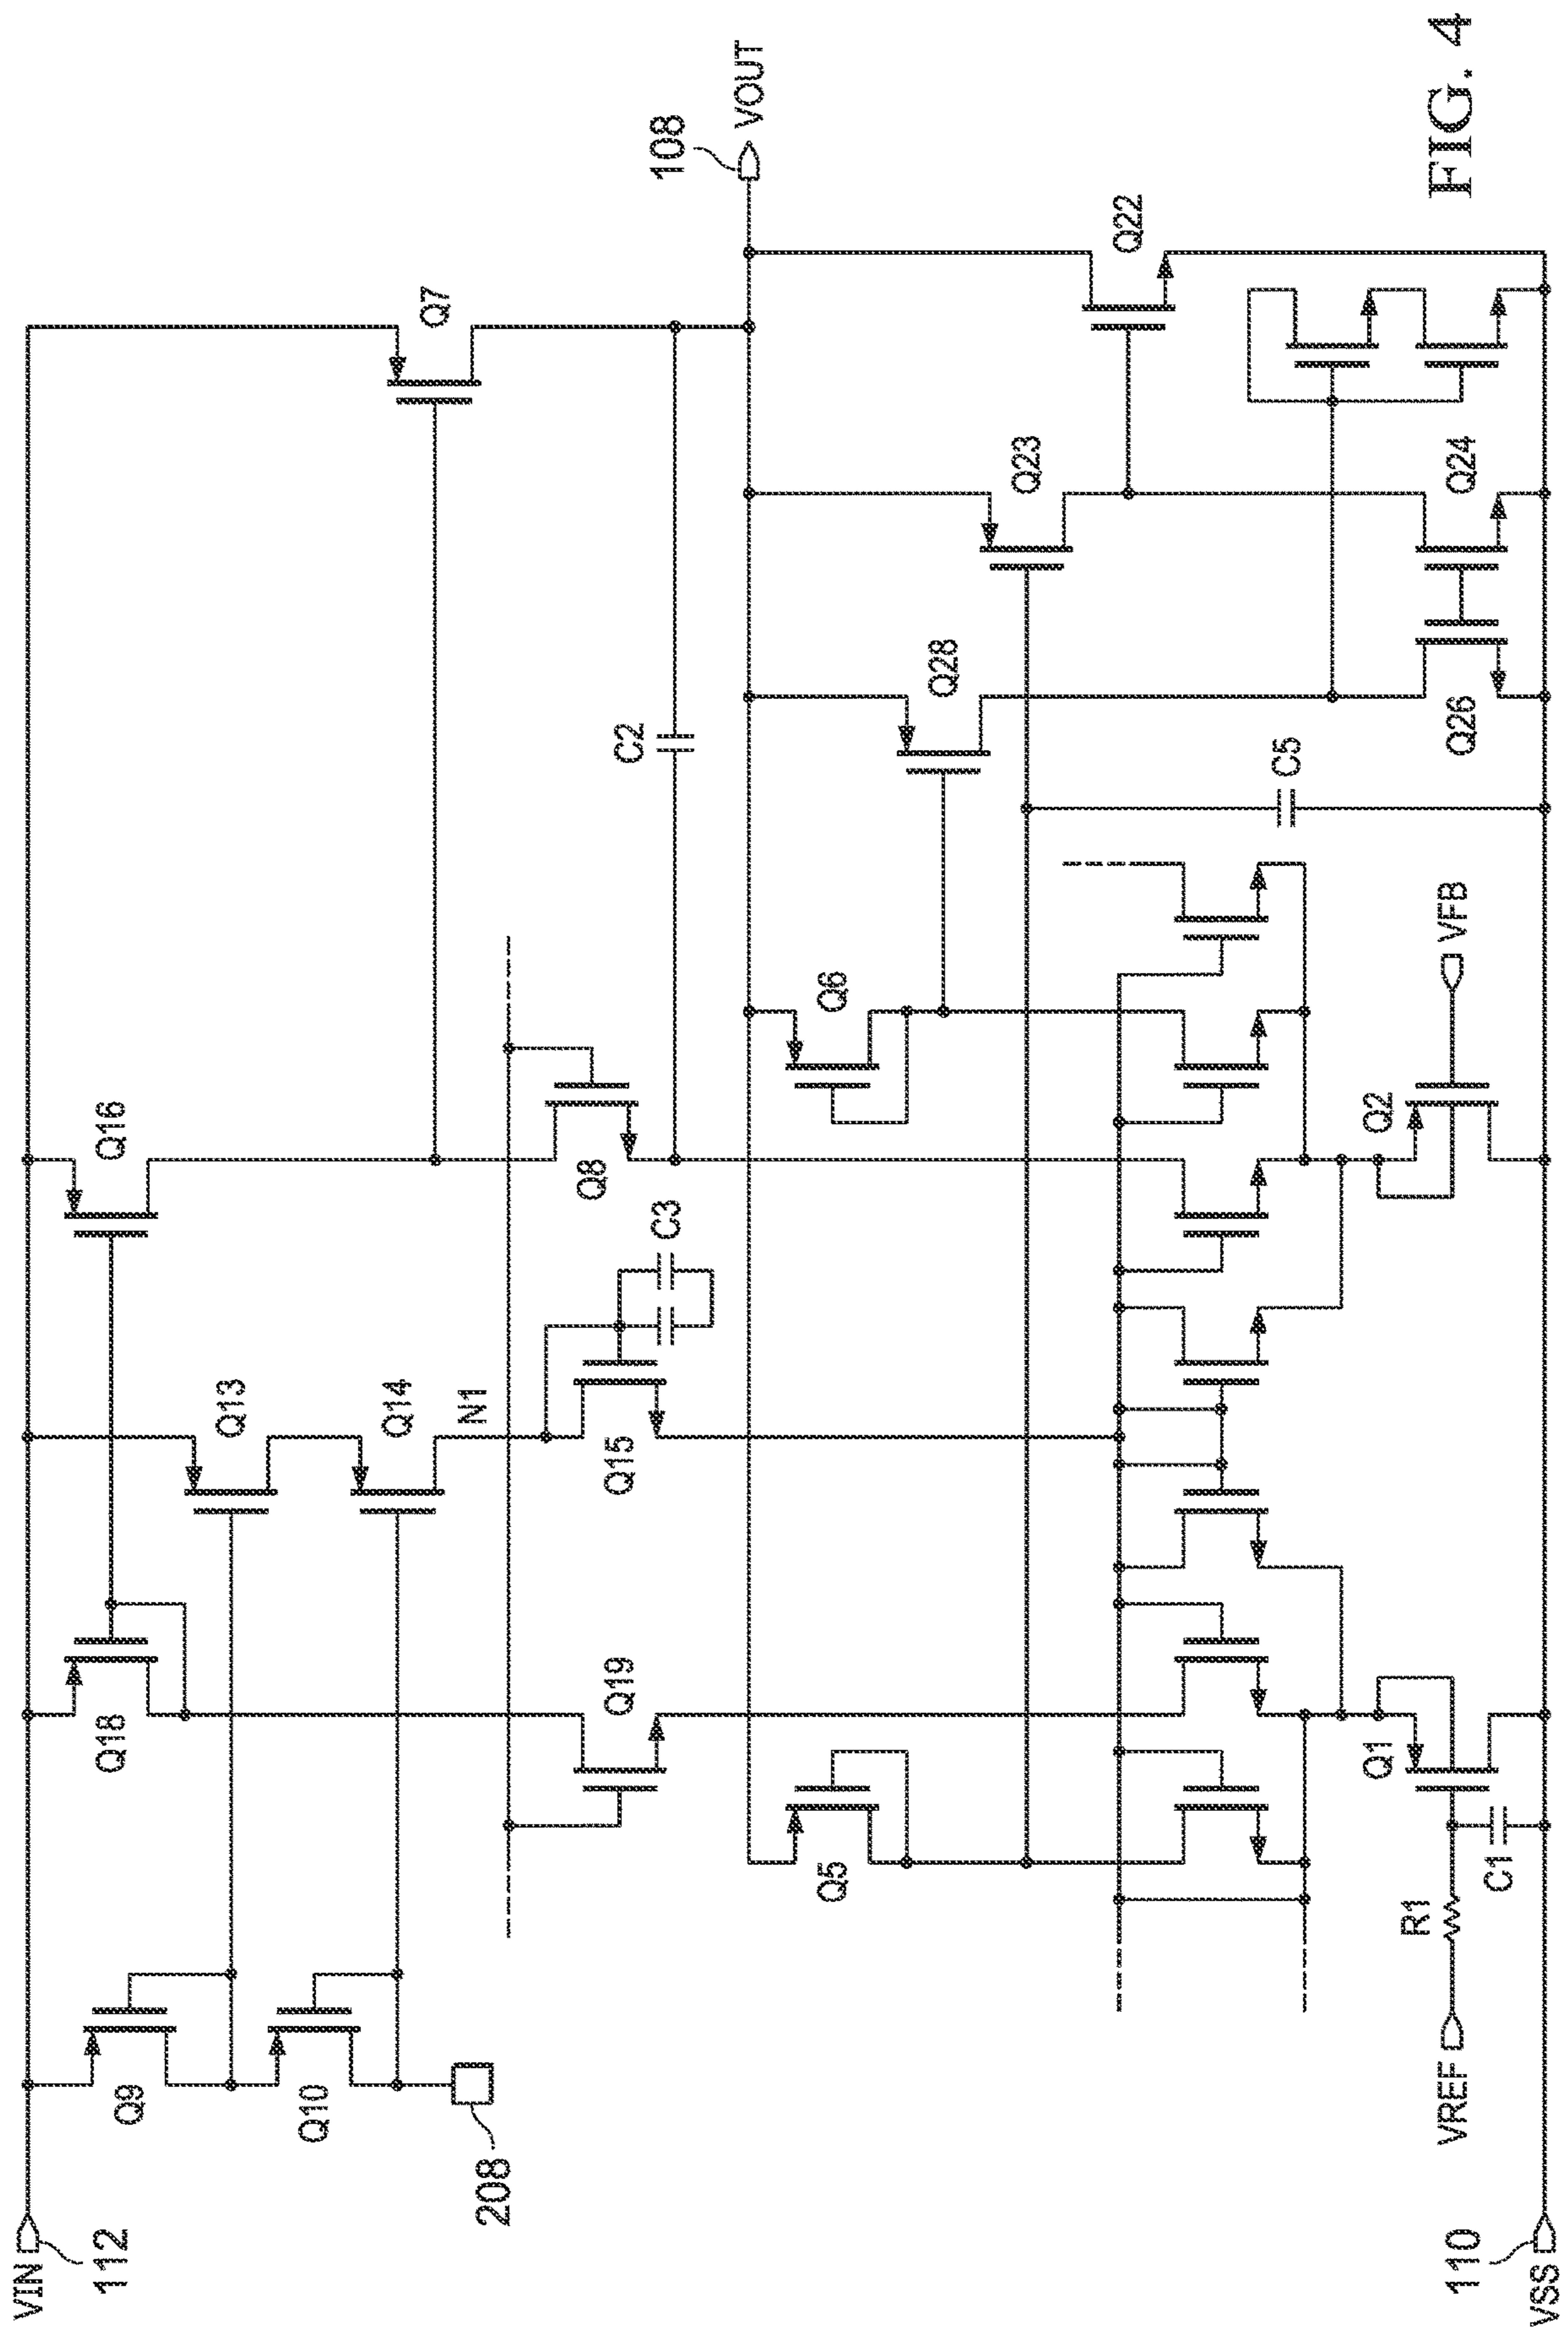 VIN
112
Q9
Q10
208
Q18
Q16
Q13
Q14
N1
Q7
Q19
Q15
C3
Q8
C2
108
VOUT
Q5
Q6
Q28
Q23
Q22
VREF
R1
C1
Q1
Q2
VFB
C5
Q26
Q24
110
VSS
FIG. 4